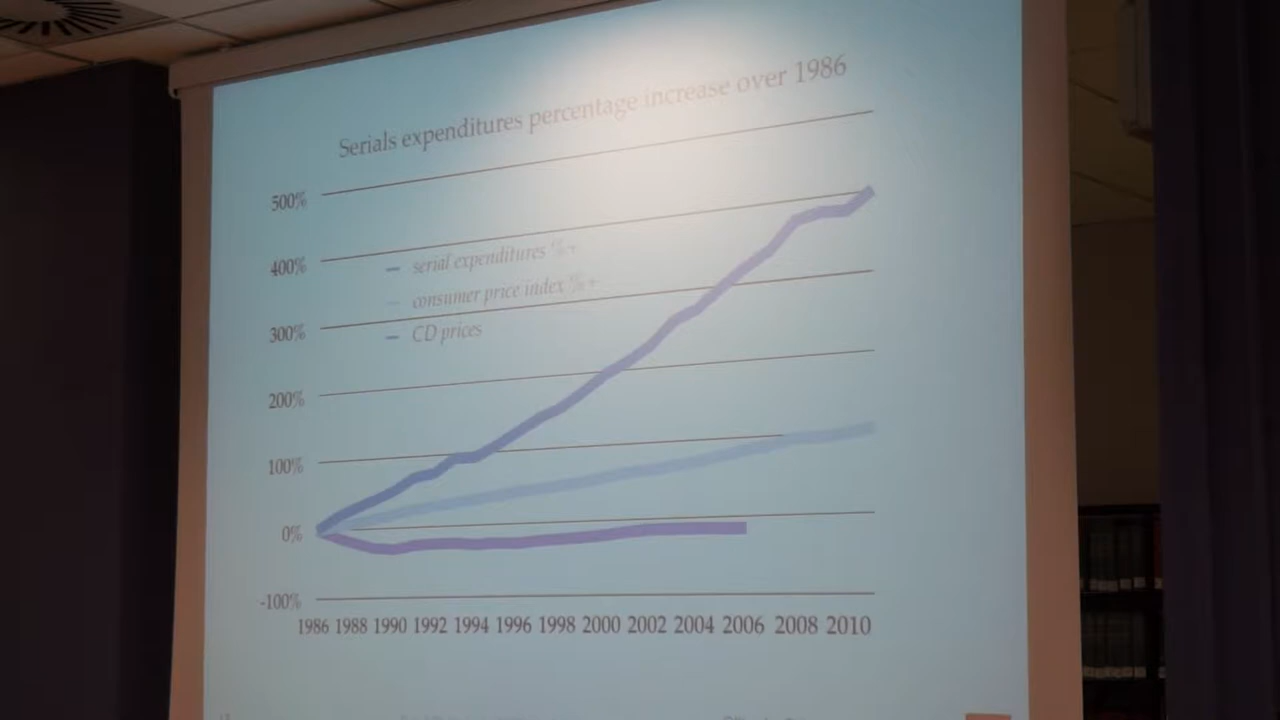 Serials expenditures percentage increase over 1986
500%
400%
serial expenditures %+
consumer price index %+
300%
CD prices
200%
100%
0%
-100%
1986 1988 1990 1992 1994 1996 1998 2000 2002 2004 2006 2008 2010